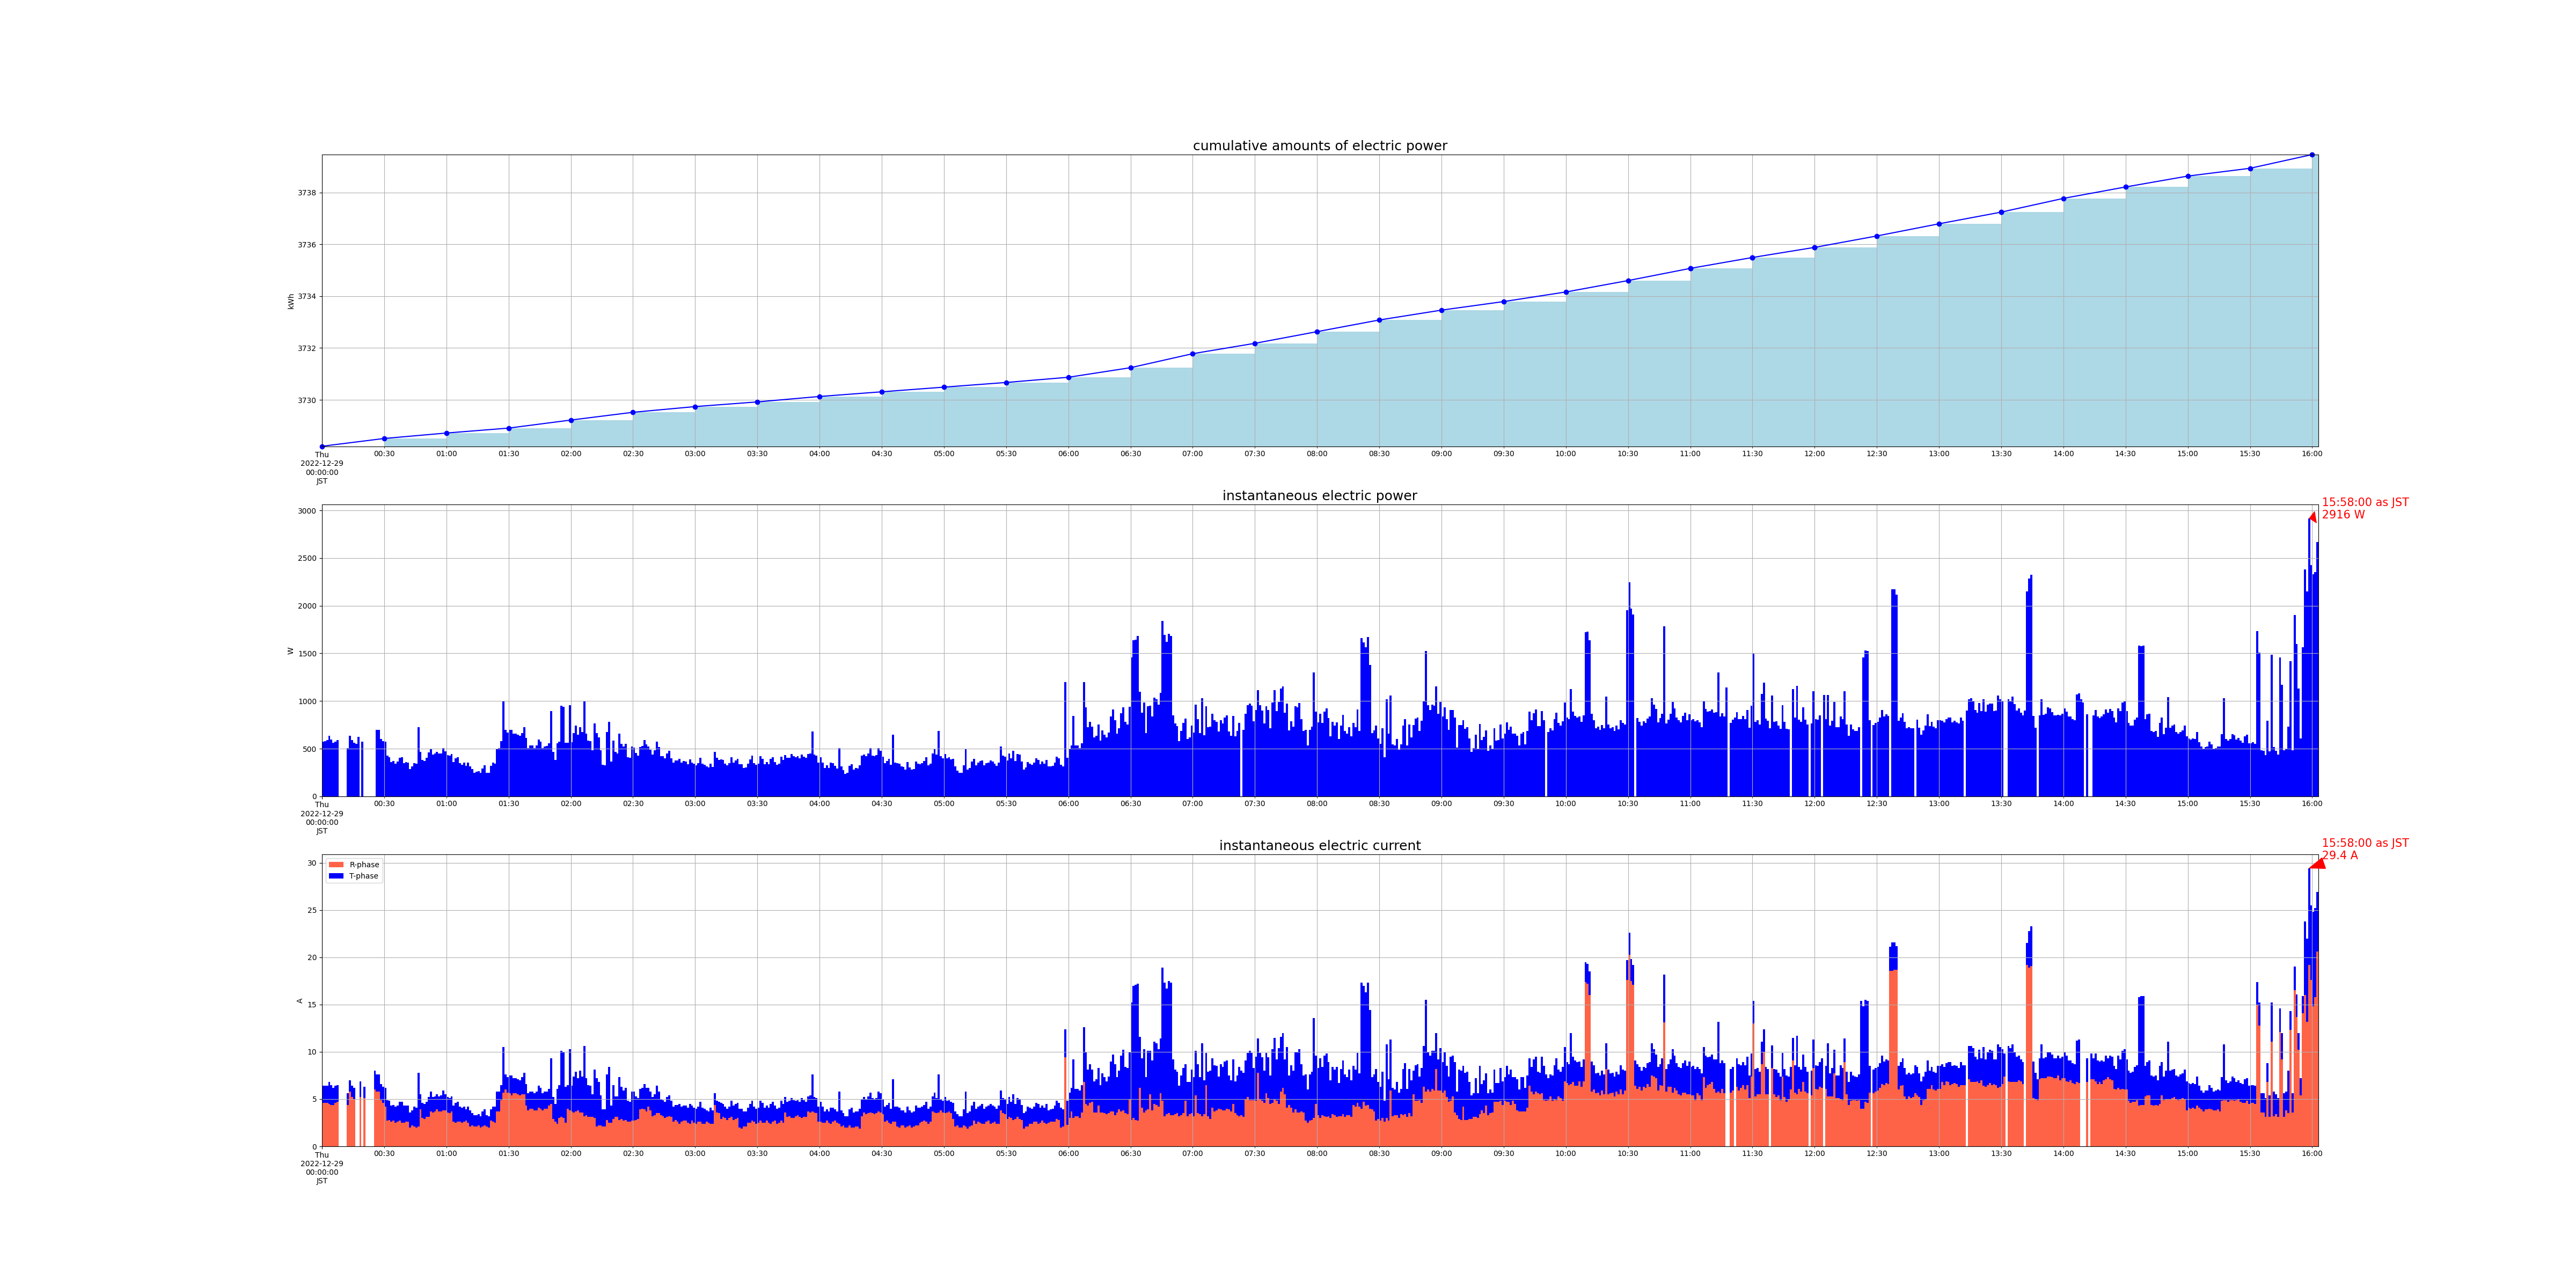 cumulative amounts of electric power
3738
3736
3734
3732
3730
kWh
Thu
2022-12-29
00:00:00
JST
00:30 01:00 01:30 02:00 02:30 03:00 03:30 04:00 04:30 05:00 05:30 06:00 06:30 07:00 07:30 08:00 08:30 09:00 09:30 10:00 10:30 11:00 11:30 12:00 12:30 13:00 13:30 14:00 14:30 15:00 15:30 16:00
instantaneous electric power
15:58:00 as JST
2916 W
3000
2500
2000
1500
1000
500
0
W
Thu
2022-12-29
00:00:00
JST
00:30 01:00 01:30 02:00 02:30 03:00 03:30 04:00 04:30 05:00 05:30 06:00 06:30 07:00 07:30 08:00 08:30 09:00 09:30 10:00 10:30 11:00 11:30 12:00 12:30 13:00 13:30 14:00 14:30 15:00 15:30 16:00
instantaneous electric current
15:58:00 as JST
29.4 A
R-phase
T-phase
30
25
20
15
10
5
0
A
Thu
2022-12-29
00:00:00
JST
00:30 01:00 01:30 02:00 02:30 03:00 03:30 04:00 04:30 05:00 05:30 06:00 06:30 07:00 07:30 08:00 08:30 09:00 09:30 10:00 10:30 11:00 11:30 12:00 12:30 13:00 13:30 14:00 14:30 15:00 15:30 16:00